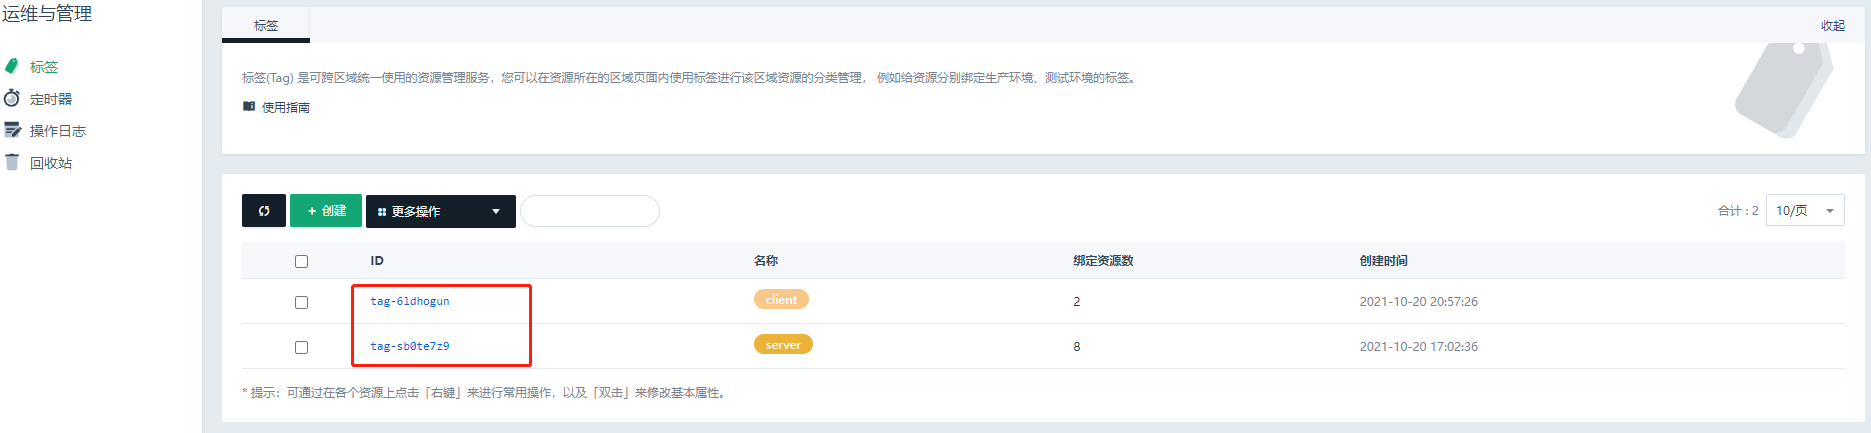 运维与管理
标签
定时器
操作日志
回收站
标签
收起
标签(Tag) 是可跨区域统一使用的资源管理服务，您可以在资源所在的区域页面内使用标签进行该区域资源的分类管理， 例如给资源分别绑定生产环境、测试环境的标签。
使用指南
+ 创建 更多操作 合计 : 2 10/页
ID 名称 绑定资源数 创建时间
tag-6ldhogun client 2 2021-10-20 20:57:26
tag-sb0te7z9 server 8 2021-10-20 17:02:36
* 提示：可通过在各个资源上点击「右键」来进行常用操作，以及「双击」来修改基本属性。